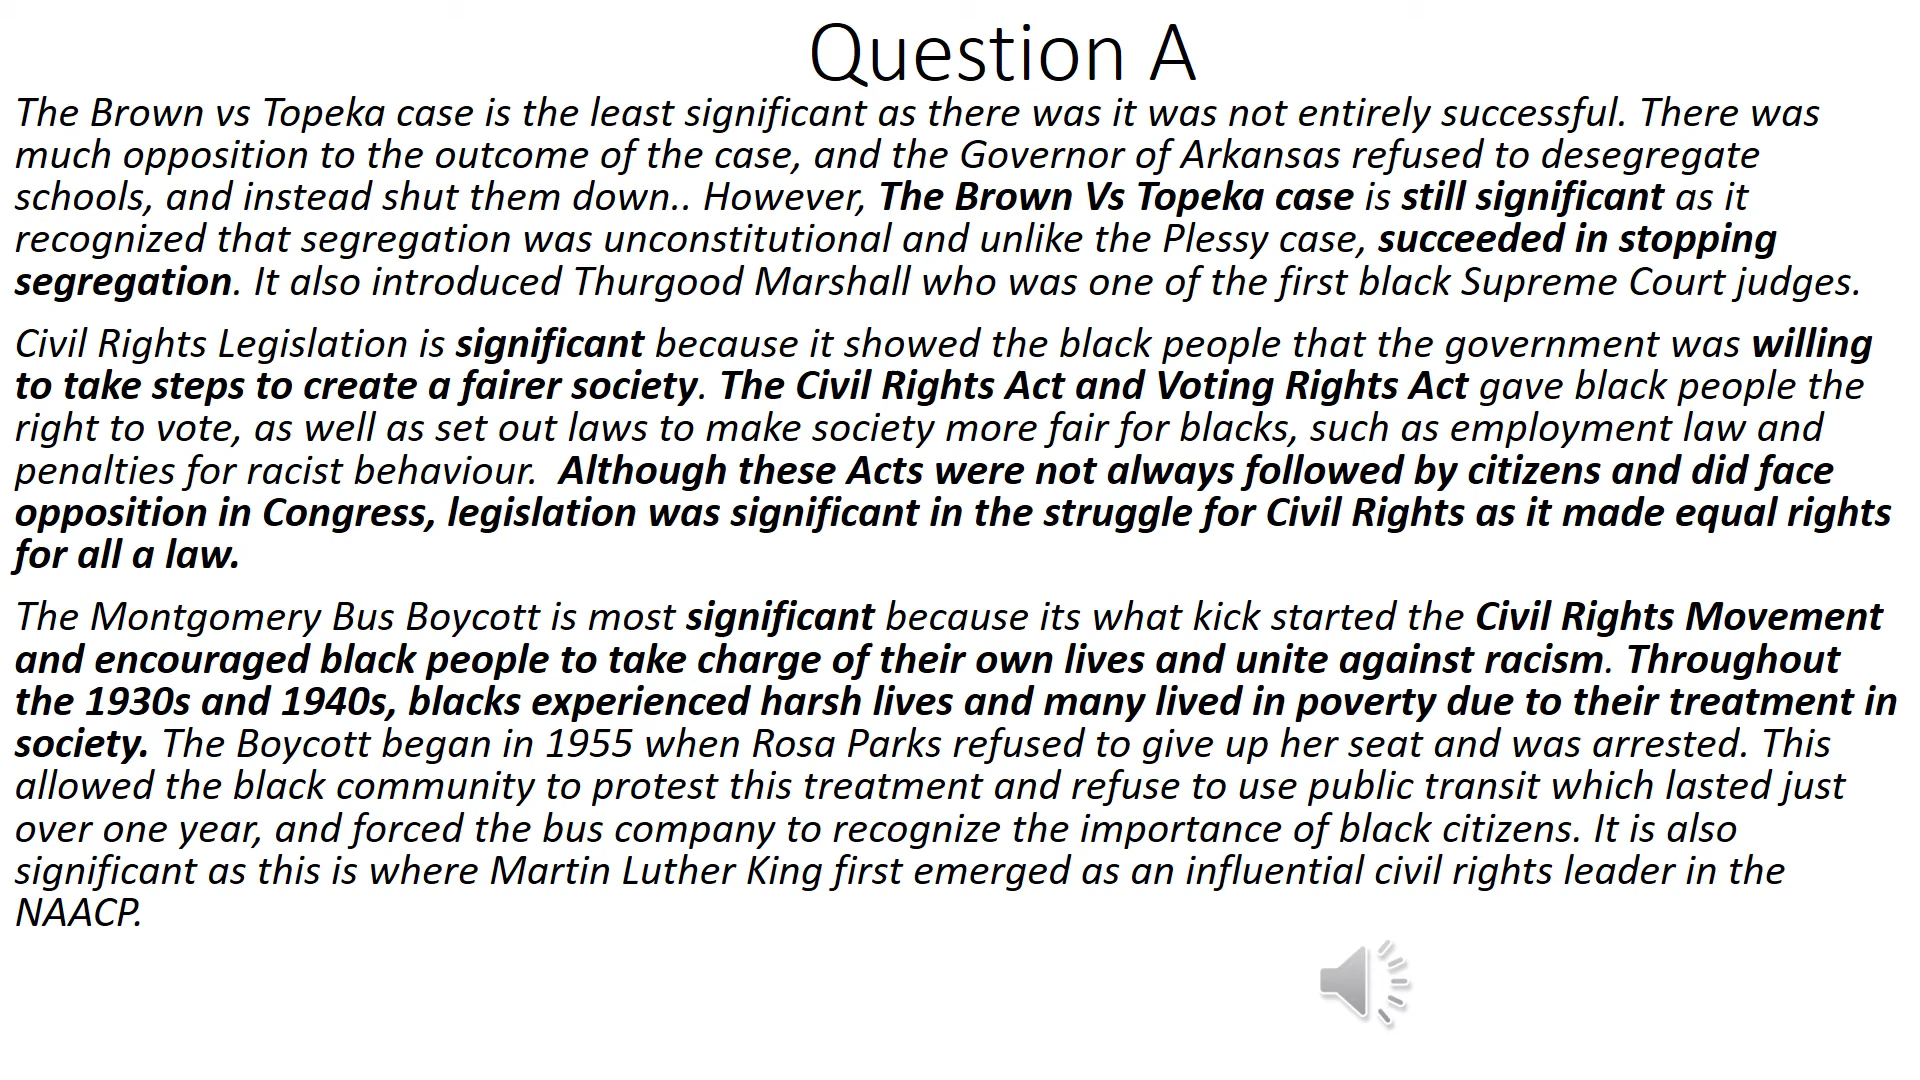 Question A
The Brown vs Topeka case is the least significant as there was it was not entirely successful. There was
much opposition to the outcome of the case, and the Governor of Arkansas refused to desegregate
schools, and instead shut them down.. However, The Brown Vs Topeka case is still significant as it
recognized that segregation was unconstitutional and unlike the Plessy case, succeeded in stopping
segregation. It also introduced Thurgood Marshall who was one of the first black Supreme Court judges.
Civil Rights Legislation is significant because it showed the black people that the government was willing
to take steps to create a fairer society. The Civil Rights Act and Voting Rights Act gave black people the
right to vote, as well as set out laws to make society more fair for blacks, such as employment law and
penalties for racist behaviour.  Although these Acts were not always followed by citizens and did face
opposition in Congress, legislation was significant in the struggle for Civil Rights as it made equal rights
for all a law.
The Montgomery Bus Boycott is most significant because its what kick started the Civil Rights Movement
and encouraged black people to take charge of their own lives and unite against racism. Throughout
the 1930s and 1940s, blacks experienced harsh lives and many lived in poverty due to their treatment in
society. The Boycott began in 1955 when Rosa Parks refused to give up her seat and was arrested. This
allowed the black community to protest this treatment and refuse to use public transit which lasted just
over one year, and forced the bus company to recognize the importance of black citizens. It is also
significant as this is where Martin Luther King first emerged as an influential civil rights leader in the
NAACP.